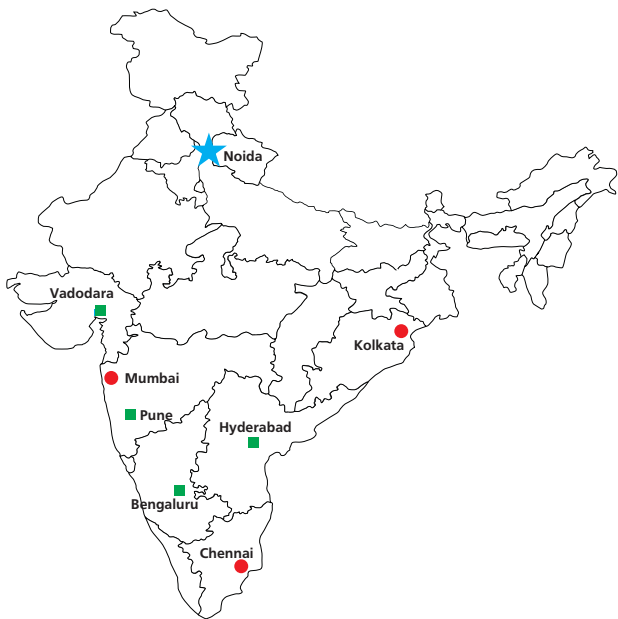 Noida
Vadodara
Kolkata
Mumbai
Pune
Hyderabad
Bengaluru
Chennai